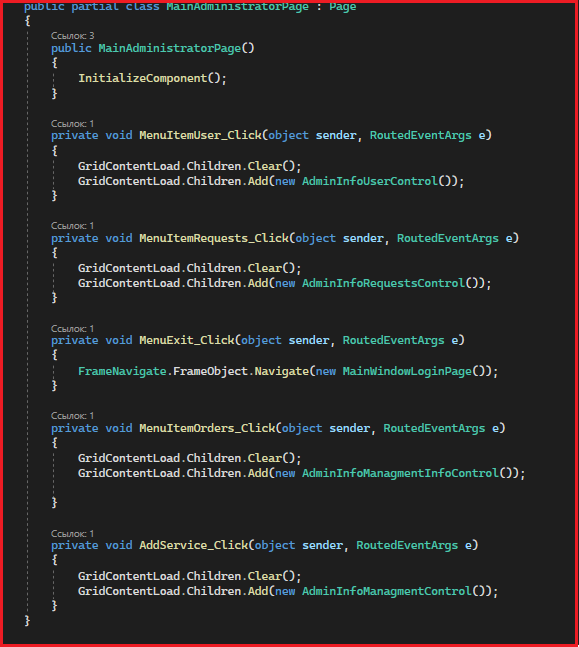 public partial class MainAdministratorPage : Page
{
Ссылок: 3
public MainAdministratorPage()
{
InitializeComponent();
}
Ссылок: 1
private void MenuItemUser_Click(object sender, RoutedEventArgs e)
{
GridContentLoad.Children.Clear();
GridContentLoad.Children.Add(new AdminInfoUserControl());
}
Ссылок: 1
private void MenuItemRequests_Click(object sender, RoutedEventArgs e)
{
GridContentLoad.Children.Clear();
GridContentLoad.Children.Add(new AdminInfoRequestsControl());
}
Ссылок: 1
private void MenuExit_Click(object sender, RoutedEventArgs e)
{
FrameNavigate.FrameObject.Navigate(new MainWindowLoginPage());
}
Ссылок: 1
private void MenuItemOrders_Click(object sender, RoutedEventArgs e)
{
GridContentLoad.Children.Clear();
GridContentLoad.Children.Add(new AdminInfoManagmentInfoControl());
}
Ссылок: 1
private void AddService_Click(object sender, RoutedEventArgs e)
{
GridContentLoad.Children.Clear();
GridContentLoad.Children.Add(new AdminInfoManagmentControl());
}
}